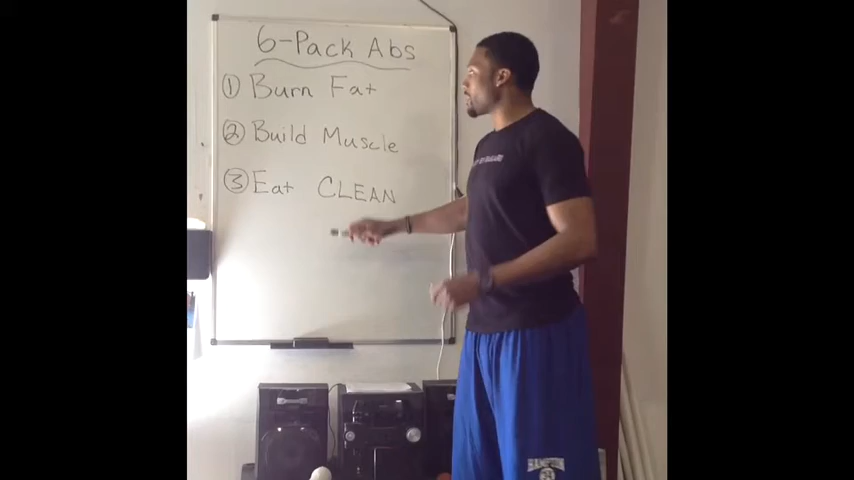 6-Pack Abs
① Burn Fat
② Build Muscle
③ Eat CLEAN